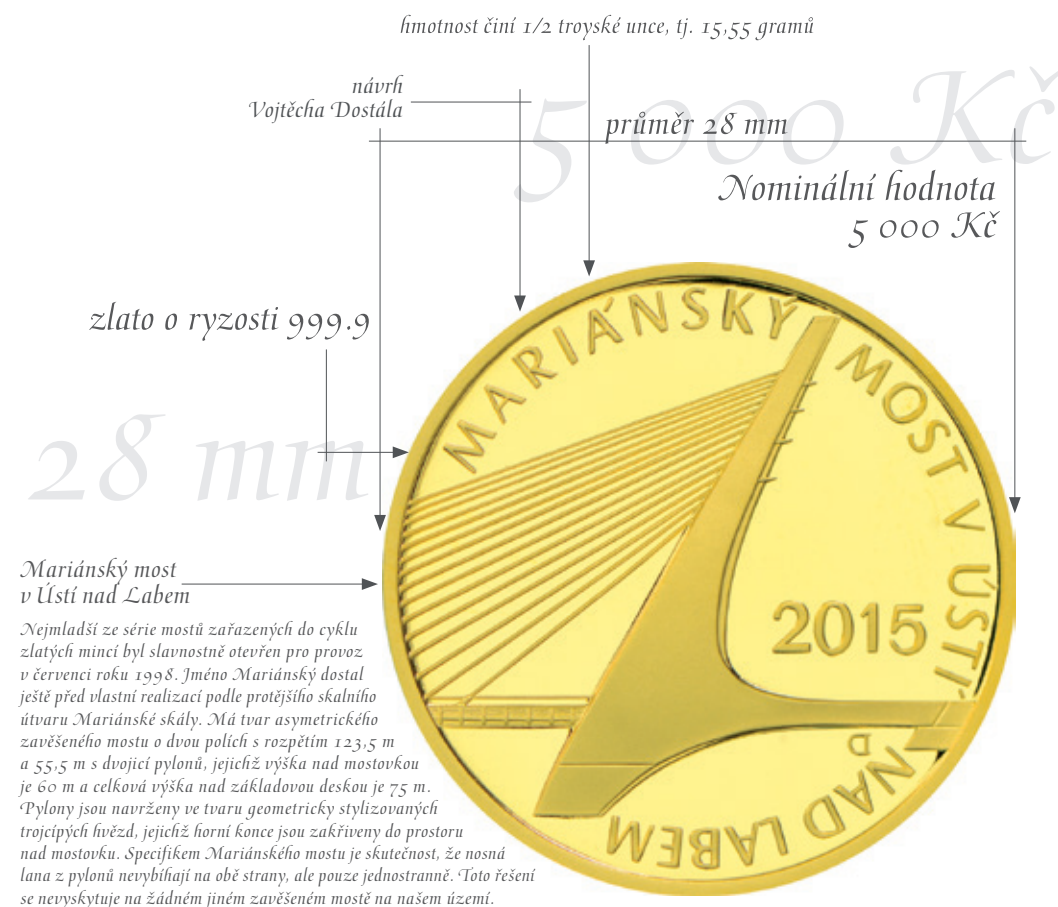 hmotnost činí 1/2 troyské unce, tj. 15,55 gramů
návrh
Vojtěcha Dostála
5 000 Kč
průměr 28 mm
Nominální hodnota
5 000 Kč
zlato o ryzosti 999.9
28 mm
MARIÁNSKÝ MOST V ÚSTÍ NAD LABEM
2015
Mariánský most
v Ústí nad Labem
Nejmladší ze série mostů zařazených do cyklu
zlatých mincí byl slavnostně otevřen pro provoz
v červenci roku 1998. Jméno Mariánský dostal
ještě před vlastní realizací podle protějšího skalního
útvaru Mariánské skály. Má tvar asymetrického
zavěšeného mostu o dvou polích s rozpětím 123,5 m
a 55,5 m s dvojicí pylonů, jejichž výška nad mostovkou
je 60 m a celková výška nad základovou deskou je 75 m.
Pylony jsou navrženy ve tvaru geometricky stylizovaných
trojcípých hvězd, jejichž horní konce jsou zakřiveny do prostoru
nad mostovku. Specifikem Mariánského mostu je skutečnost, že nosná
lana z pylonů nevybíhají na obě strany, ale pouze jednostranně. Toto řešení
se nevyskytuje na žádném jiném zavěšeném mostě na našem území.